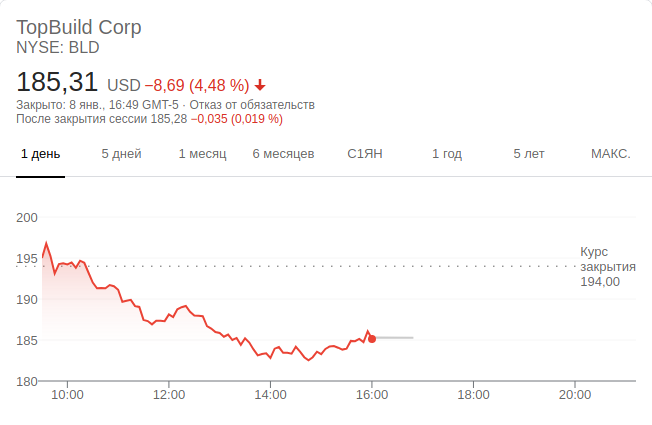 TopBuild Corp
NYSE: BLD
185,31 USD −8,69 (4,48 %)
Закрыто: 8 янв., 16:49 GMT-5 · Отказ от обязательств
После закрытия сессии 185,28 −0,035 (0,019 %)
1 день 5 дней 1 месяц 6 месяцев С1ЯН 1 год 5 лет МАКС.
200
195
190
185
180
Курс
закрытия
194,00
10:00 12:00 14:00 16:00 18:00 20:00